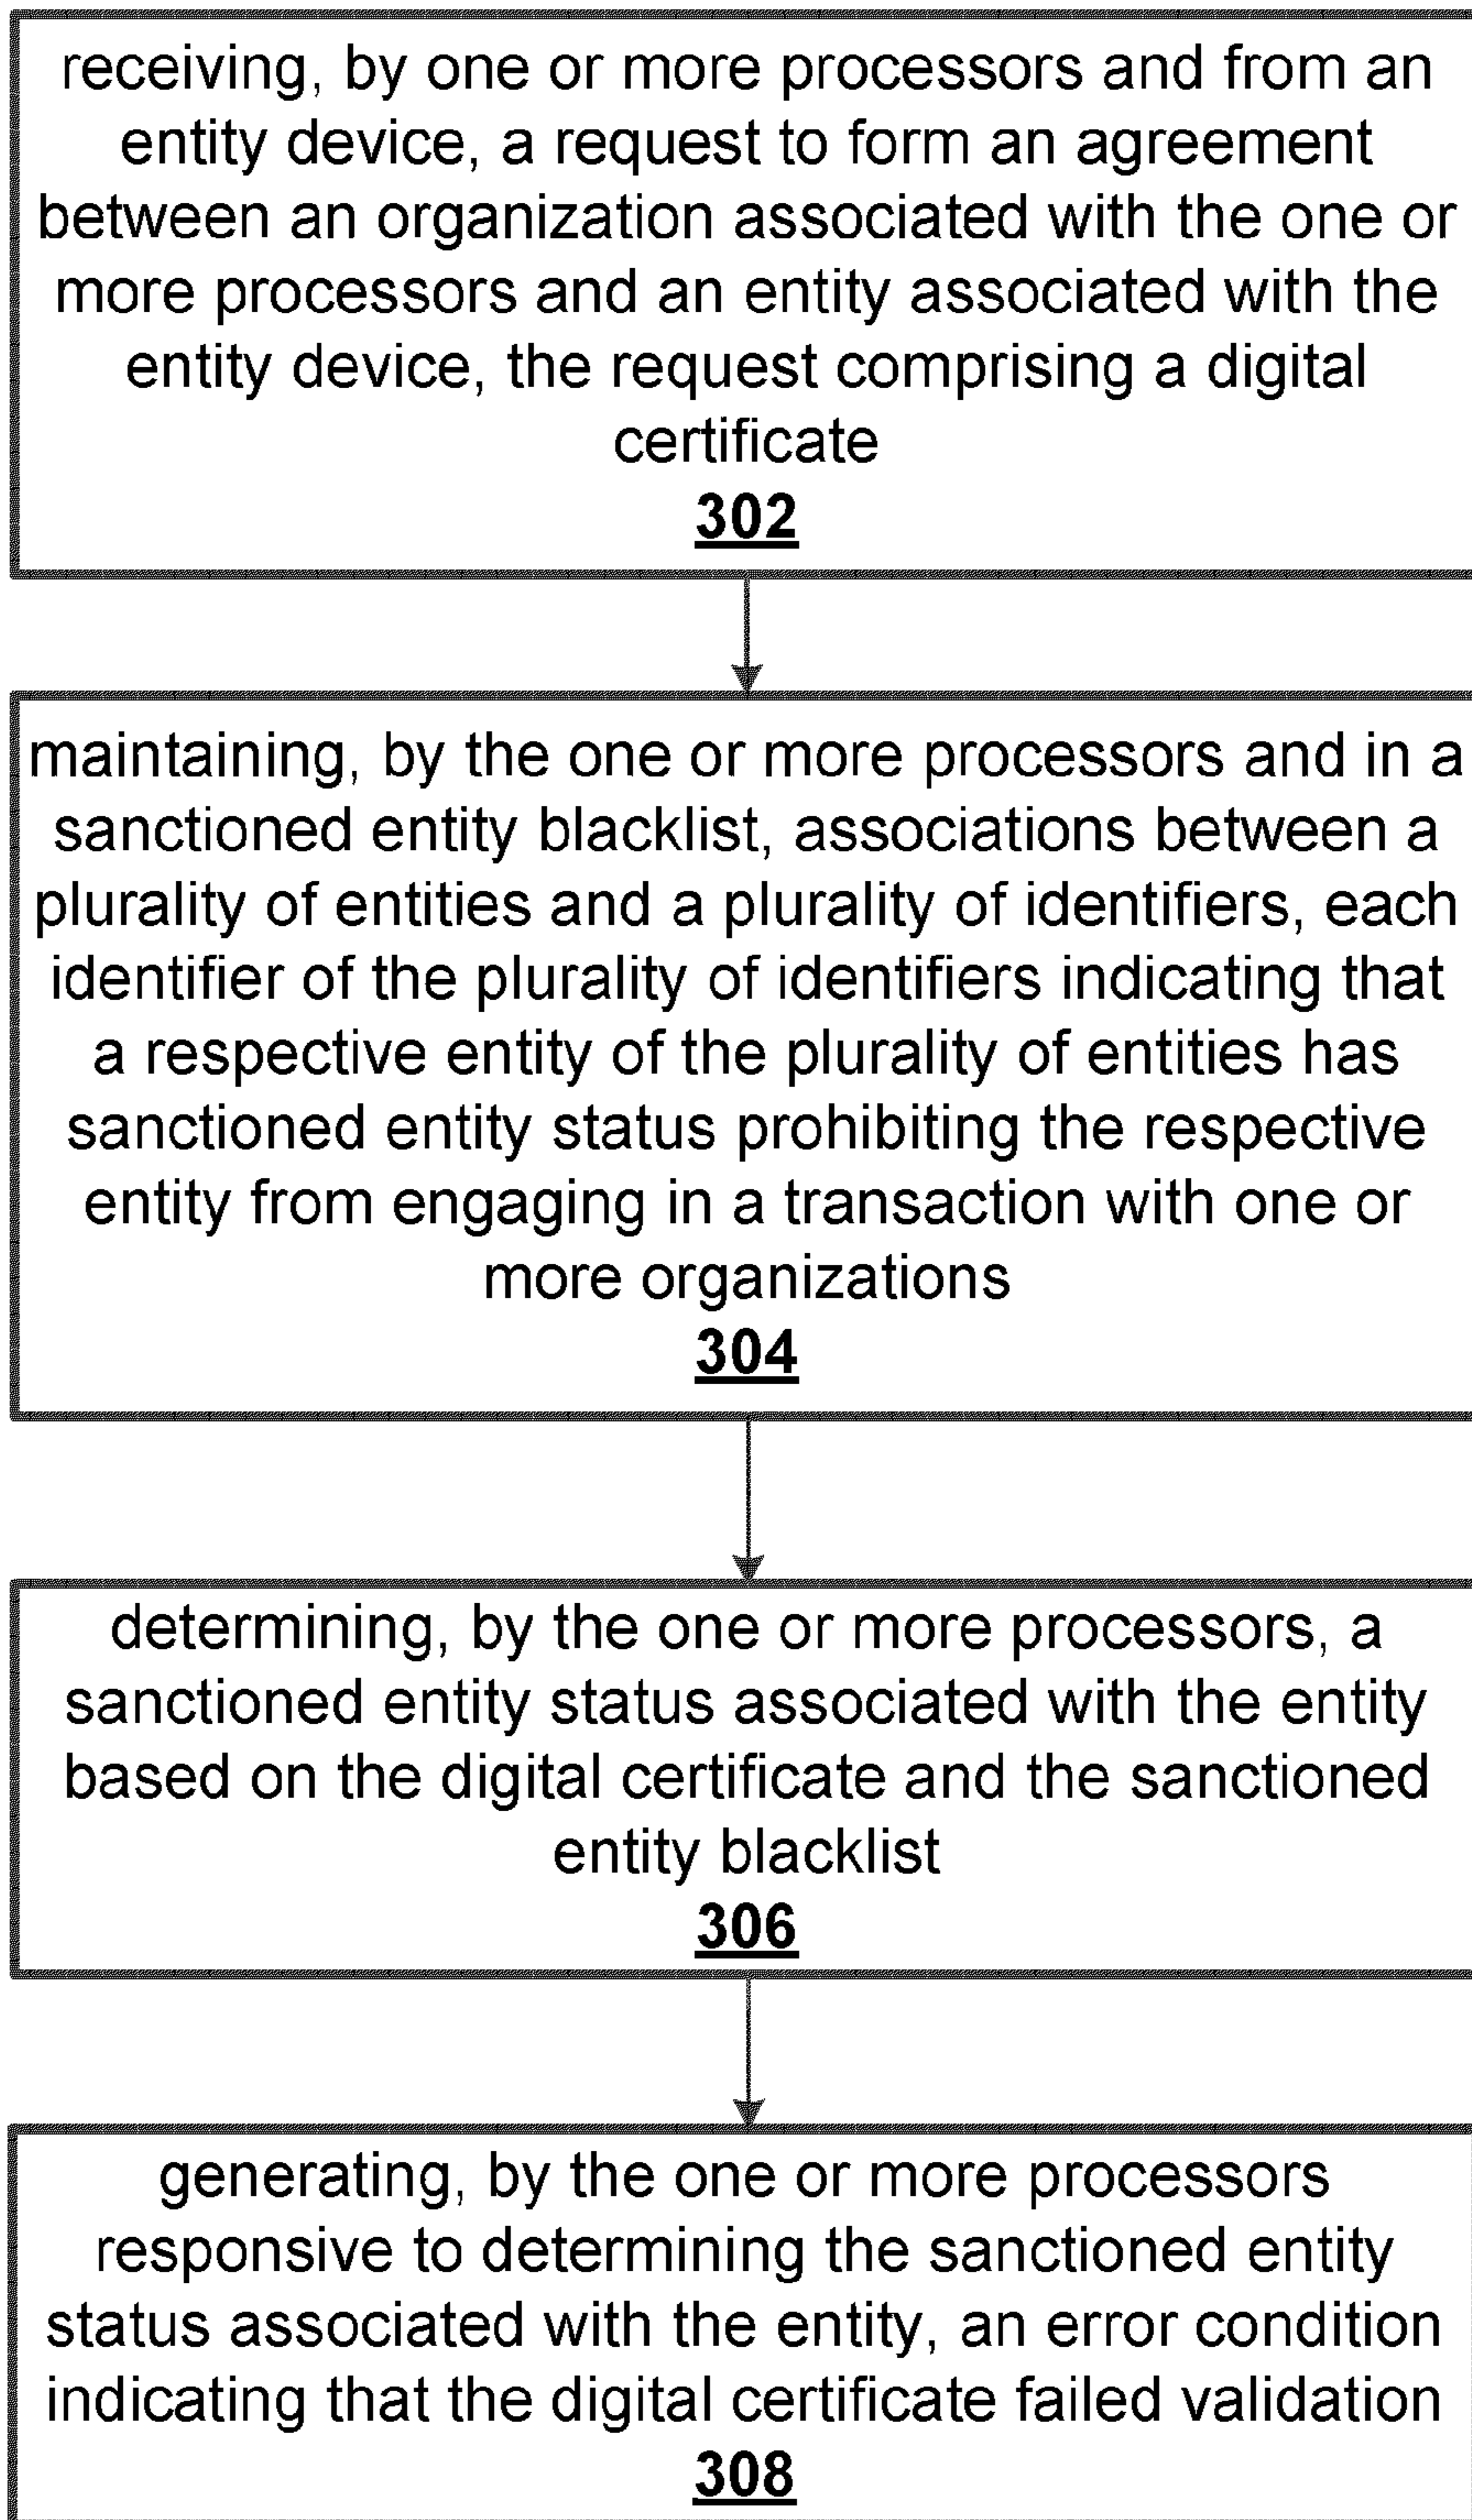 receiving, by one or more processors and from an
entity device, a request to form an agreement
between an organization associated with the one or
more processors and an entity associated with the
entity device, the request comprising a digital
certificate
302
maintaining, by the one or more processors and in a
sanctioned entity blacklist, associations between a
plurality of entities and a plurality of identifiers, each
identifier of the plurality of identifiers indicating that
a respective entity of the plurality of entities has
sanctioned entity status prohibiting the respective
entity from engaging in a transaction with one or
more organizations
304
determining, by the one or more processors, a
sanctioned entity status associated with the entity
based on the digital certificate and the sanctioned
entity blacklist
306
generating, by the one or more processors
responsive to determining the sanctioned entity
status associated with the entity, an error condition
indicating that the digital certificate failed validation
308